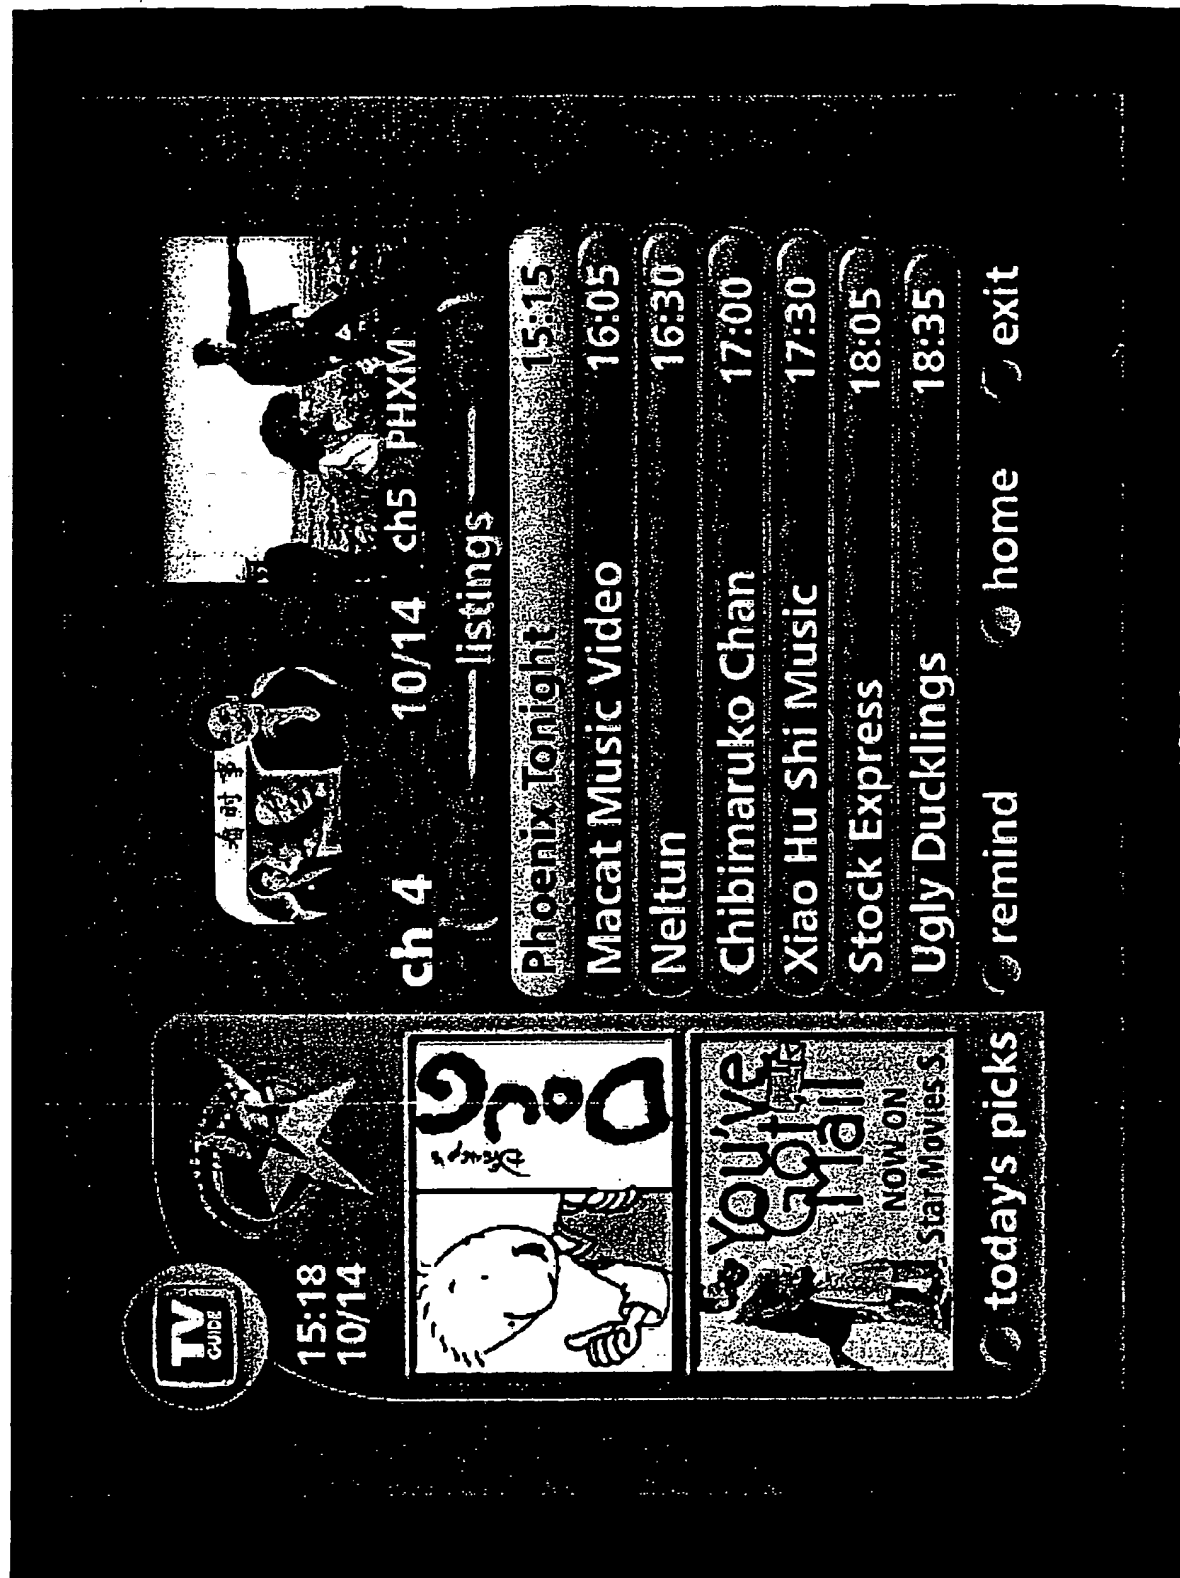 TV
GUIDE
15:18
10/14
Disney's
DoUG
YOU'VE
GOT
MaIl
NOW ON
Star Movies
today's picks
ch 4
10/14
ch5 PHXM
listings
Phoenix Tonight 15:15
Macat Music Video 16:05
Neltun 16:30
Chibimaruko Chan 17:00
Xiao Hu Shi Music 17:30
Stock Express 18:05
Ugly Ducklings 18:35
remind
home
exit